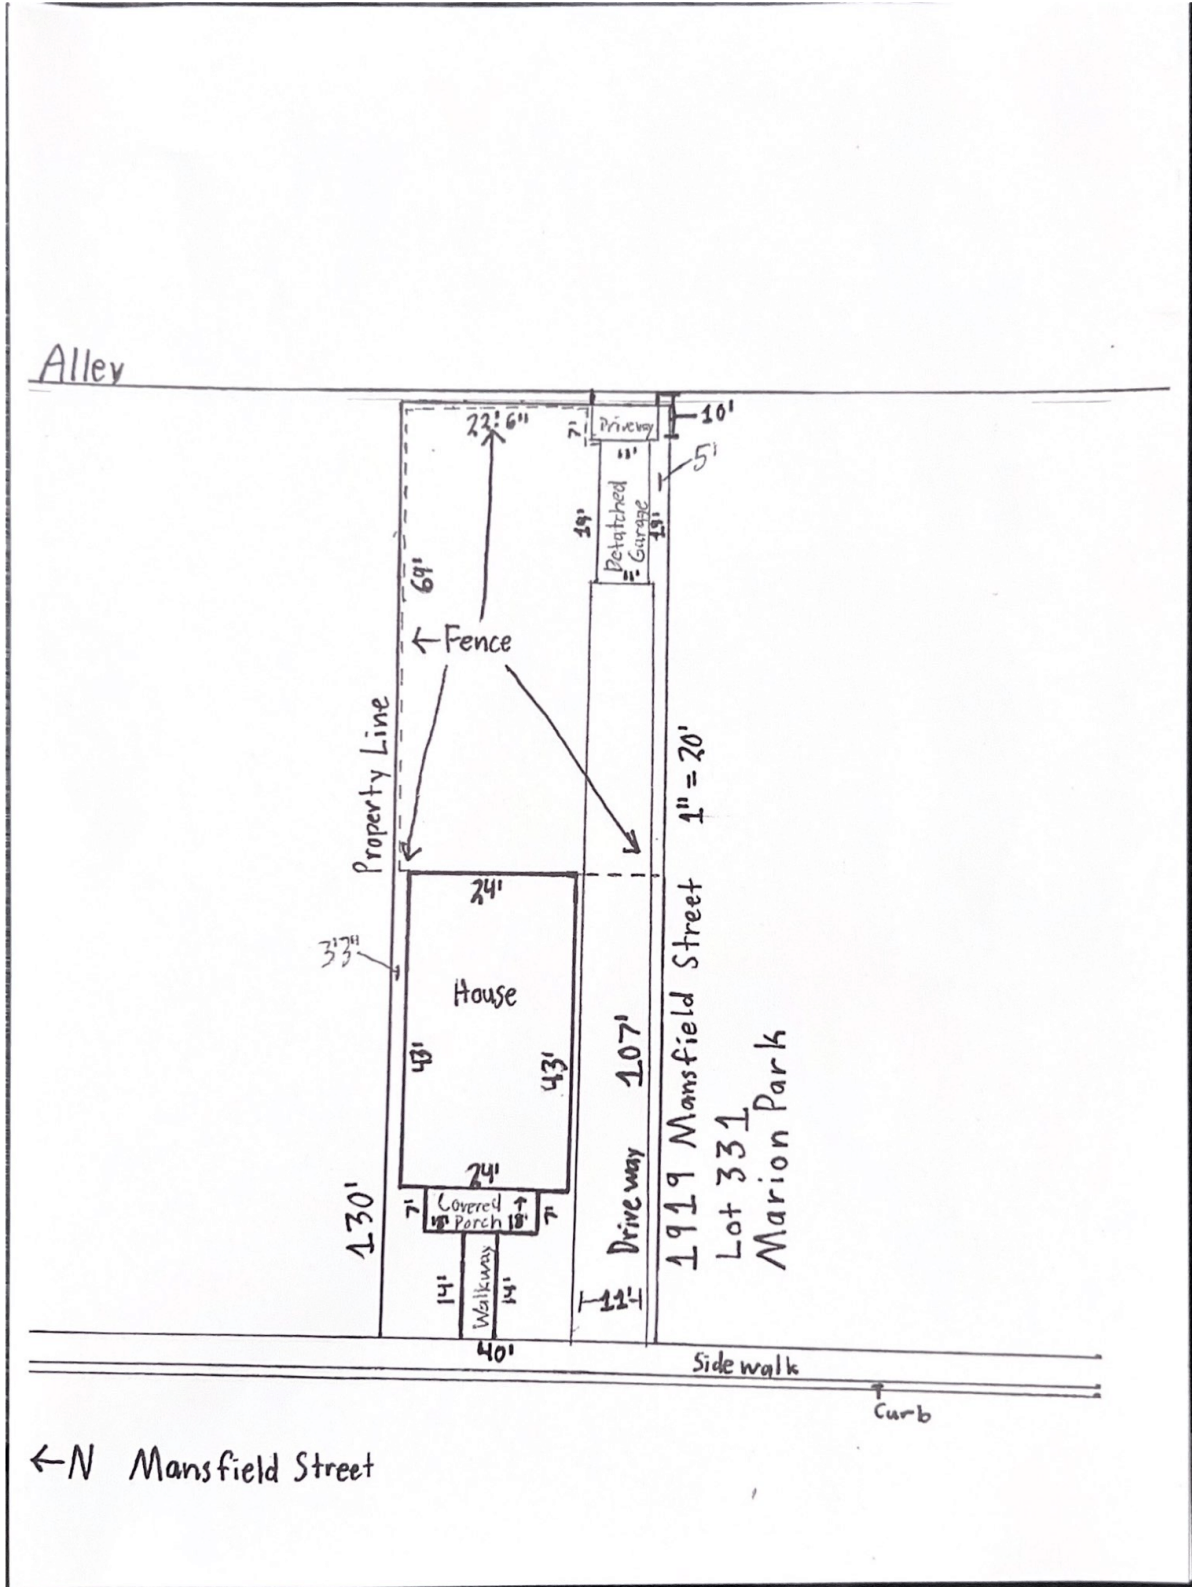 Alley
22'6"
7'
Driveway
10'
11'
5'
19'
Detatched
Garage
19'
11'
69'
←Fence
Property Line
1" = 20'
24'
3'3"
House
43'
43'
107'
Driveway
1919 Mansfield Street
Lot 331
Marion Park
24'
130'
7'
Covered
Porch
18'
18'
7'
14'
Walkway
14'
11'
40'
Sidewalk
Curb
←N Mansfield Street